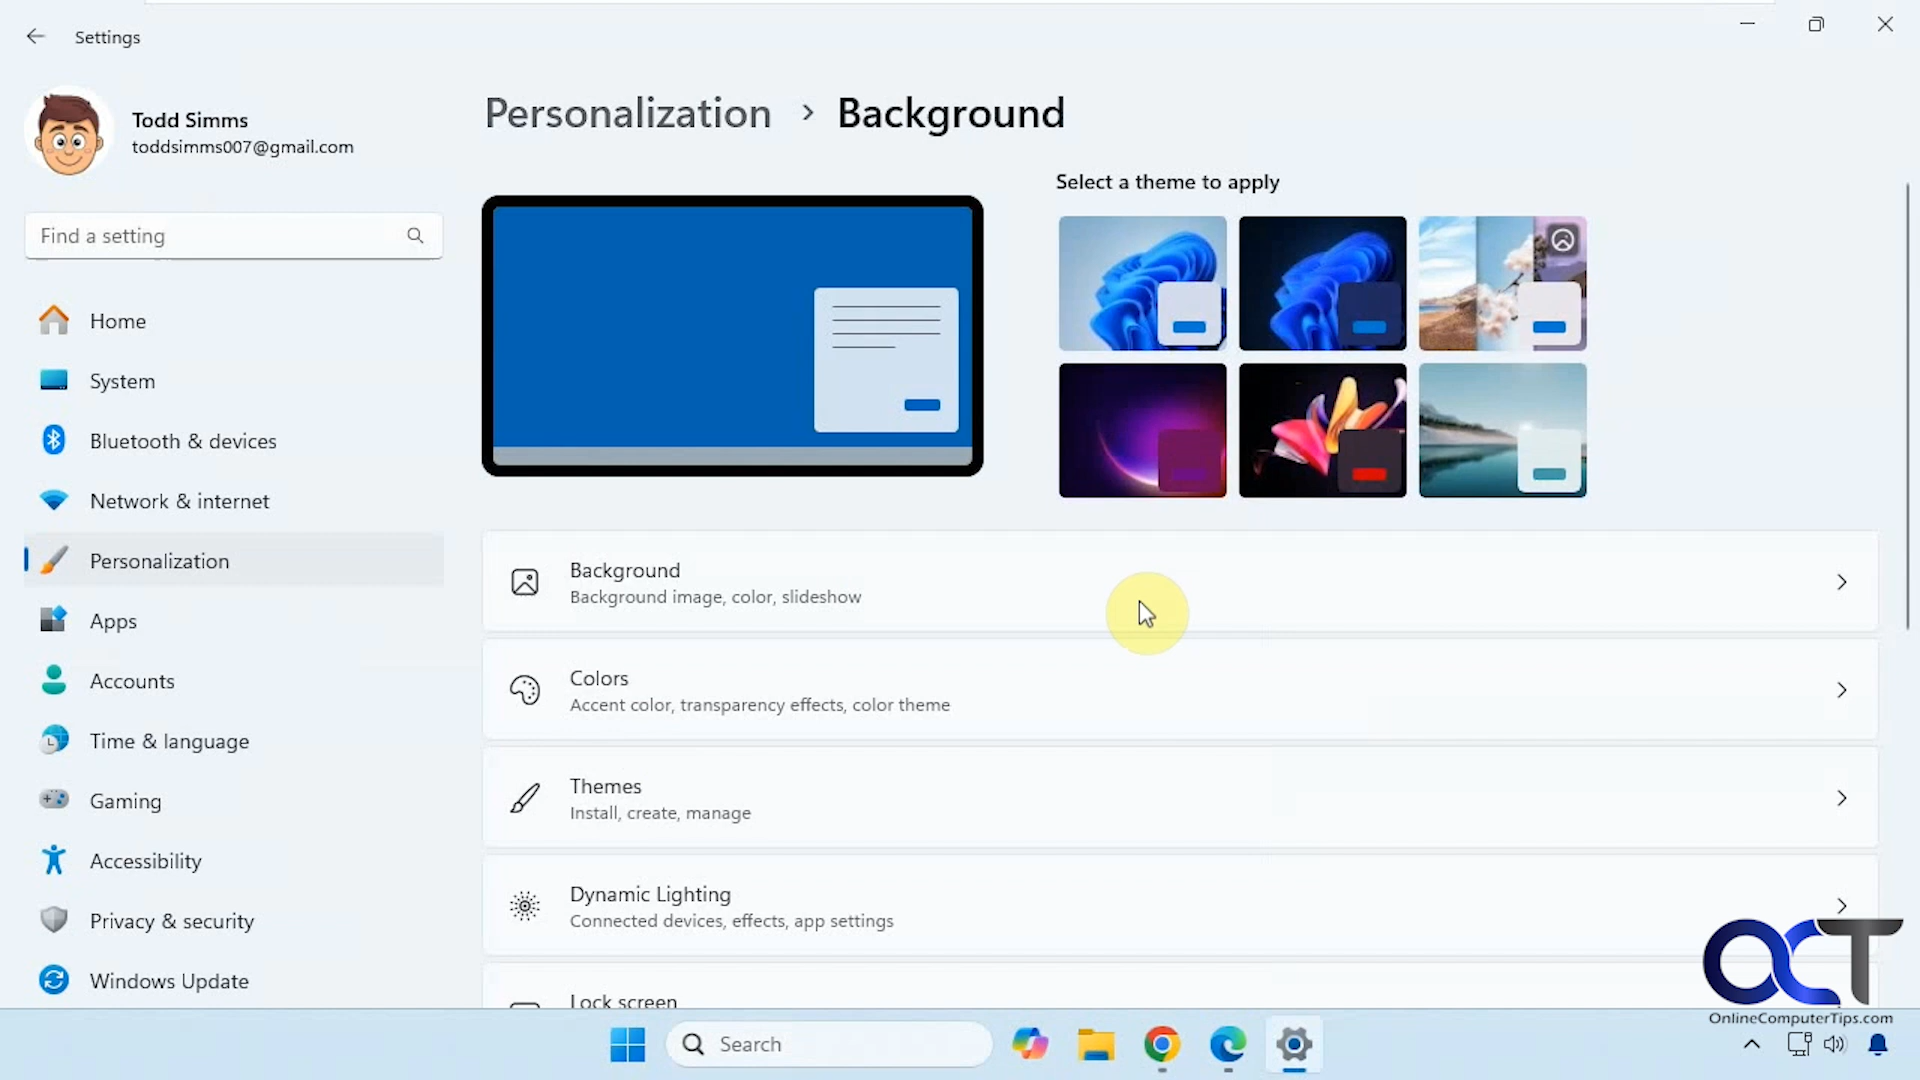 Settings
Todd Simms
toddsimms007@gmail.com
Find a setting
Home
System
Bluetooth & devices
Network & internet
Personalization
Apps
Accounts
Time & language
Gaming
Accessibility
Privacy & security
Windows Update
Personalization > Background
Select a theme to apply
Background
Background image, color, slideshow
Colors
Accent color, transparency effects, color theme
Themes
Install, create, manage
Dynamic Lighting
Connected devices, effects, app settings
Lock screen
OCT
OnlineComputerTips.com
Search